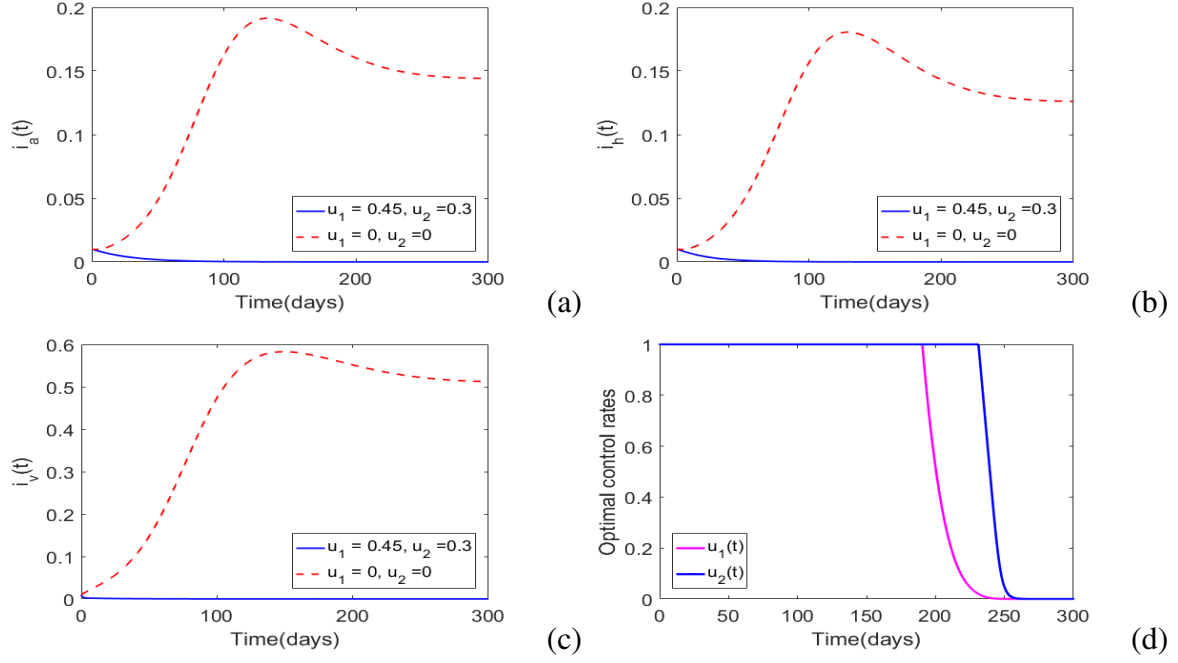 0.2
0.15
0.1
0.05
0
i_a(t)
u_1 = 0.45, u_2 =0.3
u_1 = 0, u_2 =0
0 100 200 300
Time(days)
(a)
0.2
0.15
0.1
0.05
0
i_h(t)
u_1 = 0.45, u_2 =0.3
u_1 = 0, u_2 =0
0 100 200 300
Time(days)
(b)
0.6
0.5
0.4
0.3
0.2
0.1
0
i_v(t)
u_1 = 0.45, u_2 =0.3
u_1 = 0, u_2 =0
0 100 200 300
Time(days)
(c)
1
0.8
0.6
0.4
0.2
0
Optimal control rates
u_1(t)
u_2(t)
0 50 100 150 200 250 300
Time(days)
(d)